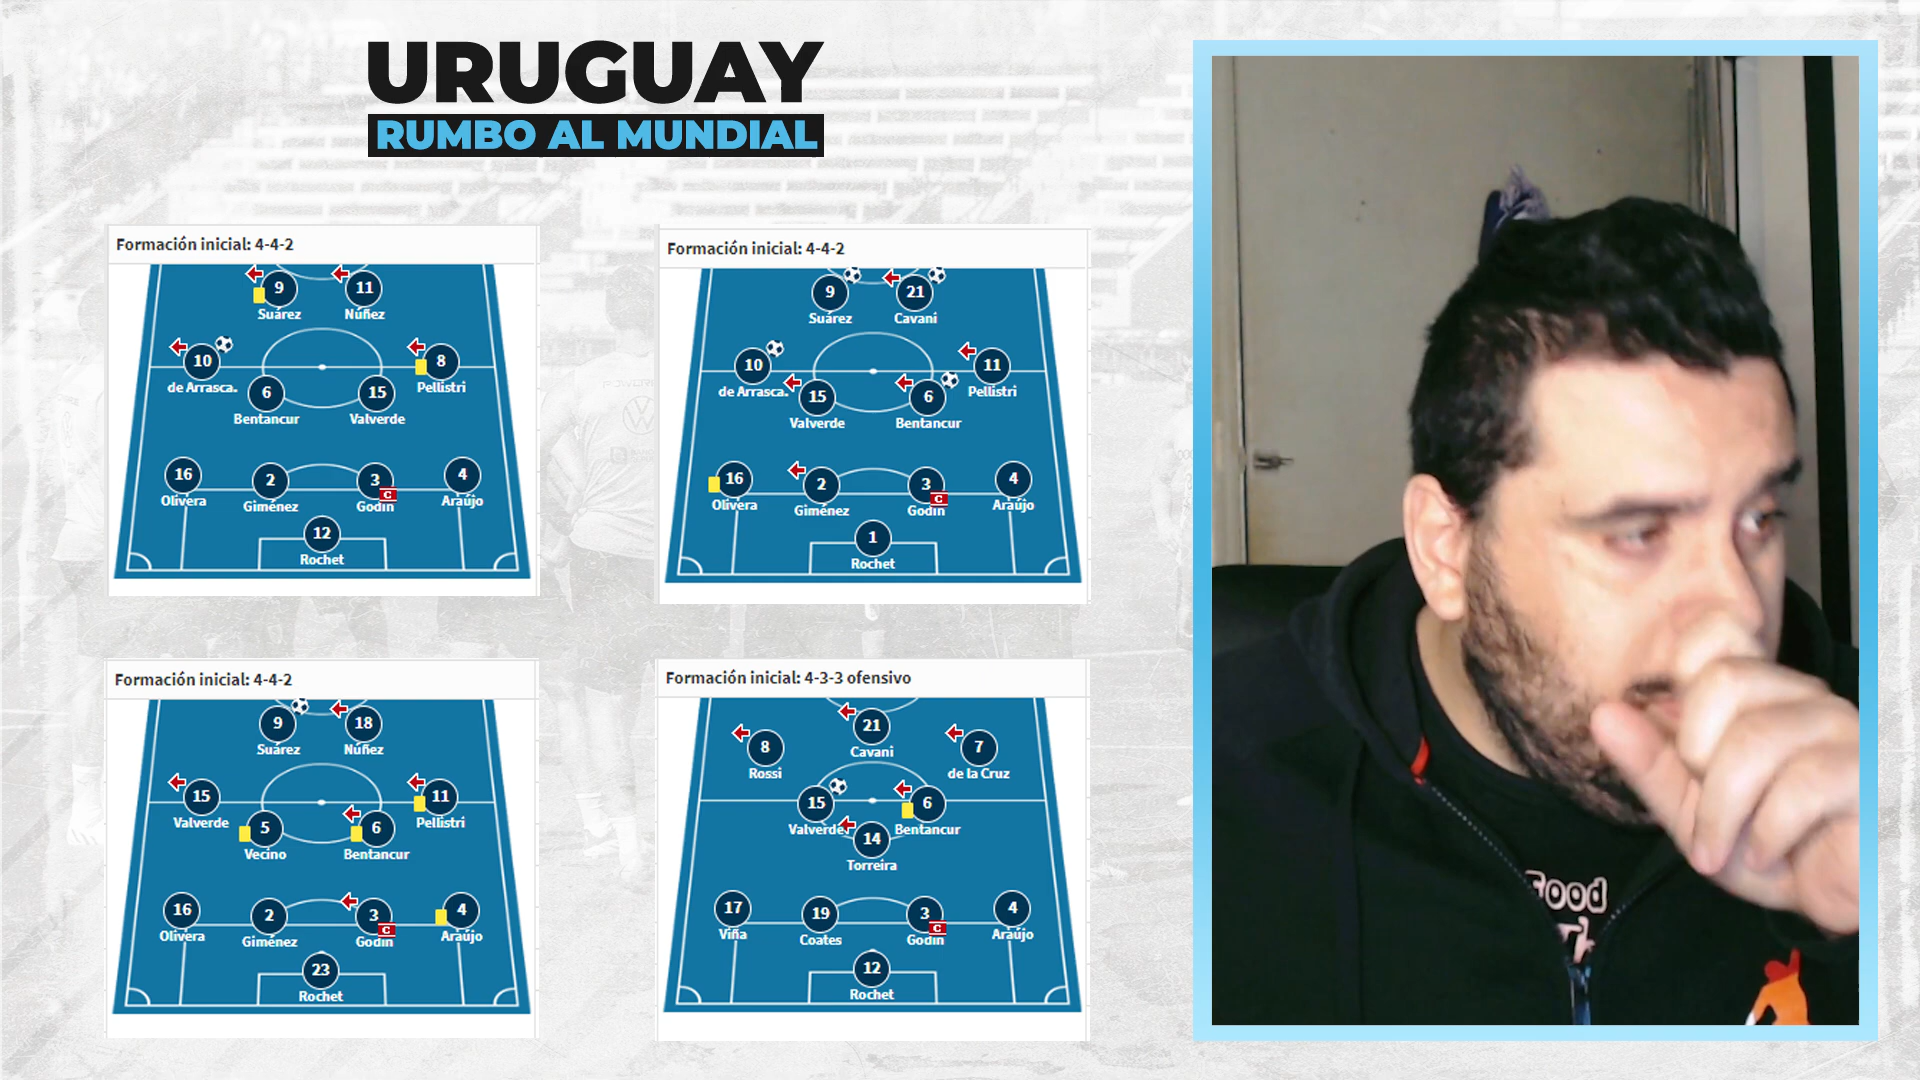 URUGUAY
RUMBO AL MUNDIAL
Formación inicial: 4-4-2
9 11
Suárez Núñez
10 8
de Arrasca. Pellistri
6 15
Bentancur Valverde
16 2 3 4
C
Olivera Giménez Godín Araújo
12
Rochet
Formación inicial: 4-4-2
9 21
Suárez Cavani
10 11
de Arrasca. Pellistri
15 6
Valverde Bentancur
16 2 3 4
C
Olivera Giménez Godín Araújo
1
Rochet
Formación inicial: 4-4-2
9 18
Suárez Núñez
15 11
Valverde Pellistri
5 6
Vecino Bentancur
16 2 3 4
C
Olivera Giménez Godín Araújo
23
Rochet
Formación inicial: 4-3-3 ofensivo
21
Cavani
8 7
Rossi de la Cruz
15 6
Valverde Bentancur
14
Torreira
17 19 3 4
C
Viña Coates Godín Araújo
12
Rochet
Food
Th